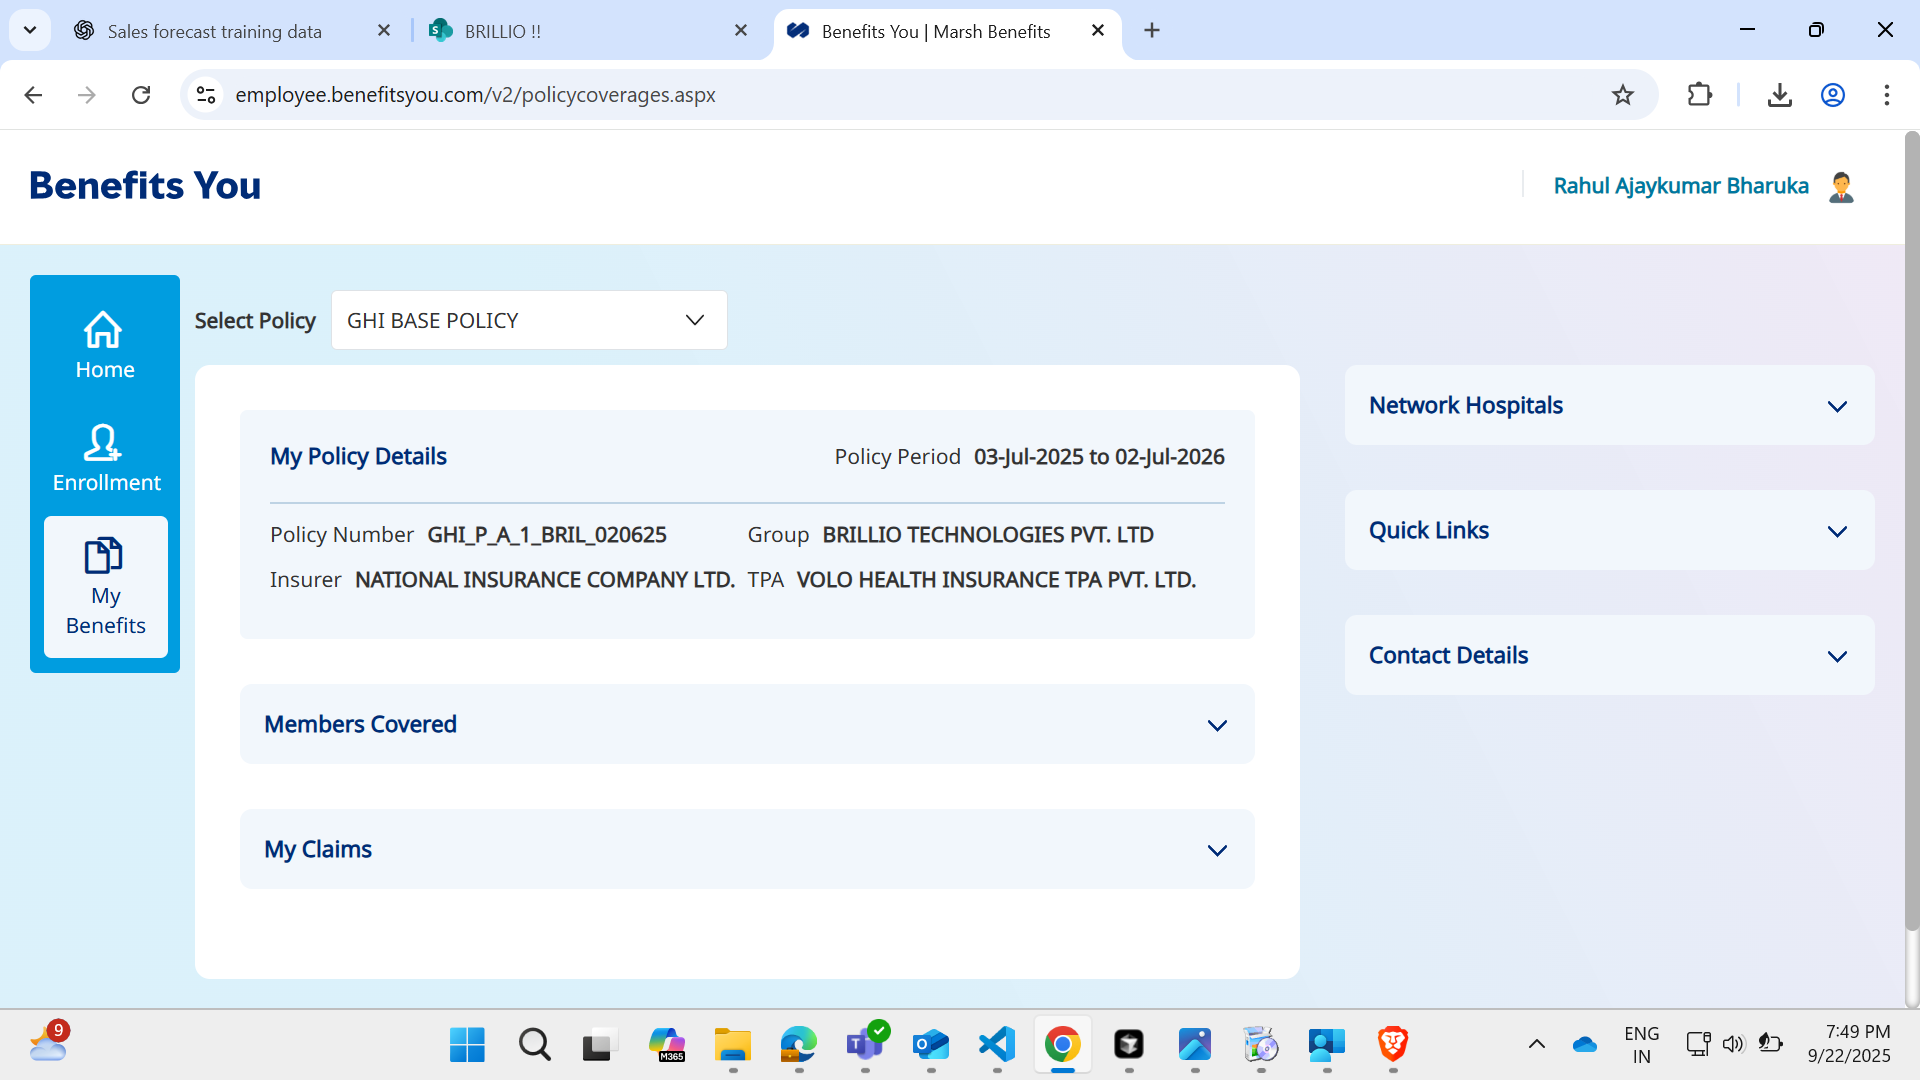 Sales forecast training data
BRILLIO !!
Benefits You | Marsh Benefits
employee.benefitsyou.com/v2/policycoverages.aspx
Benefits You
Rahul Ajaykumar Bharuka
Home
Enrollment
My
Benefits
Select Policy
GHI BASE POLICY
My Policy Details
Policy Period 03-Jul-2025 to 02-Jul-2026
Policy Number GHI_P_A_1_BRIL_020625
Group BRILLIO TECHNOLOGIES PVT. LTD
Insurer NATIONAL INSURANCE COMPANY LTD.
TPA VOLO HEALTH INSURANCE TPA PVT. LTD.
Members Covered
My Claims
Network Hospitals
Quick Links
Contact Details
9
M365
ENG
IN
7:49 PM
9/22/2025